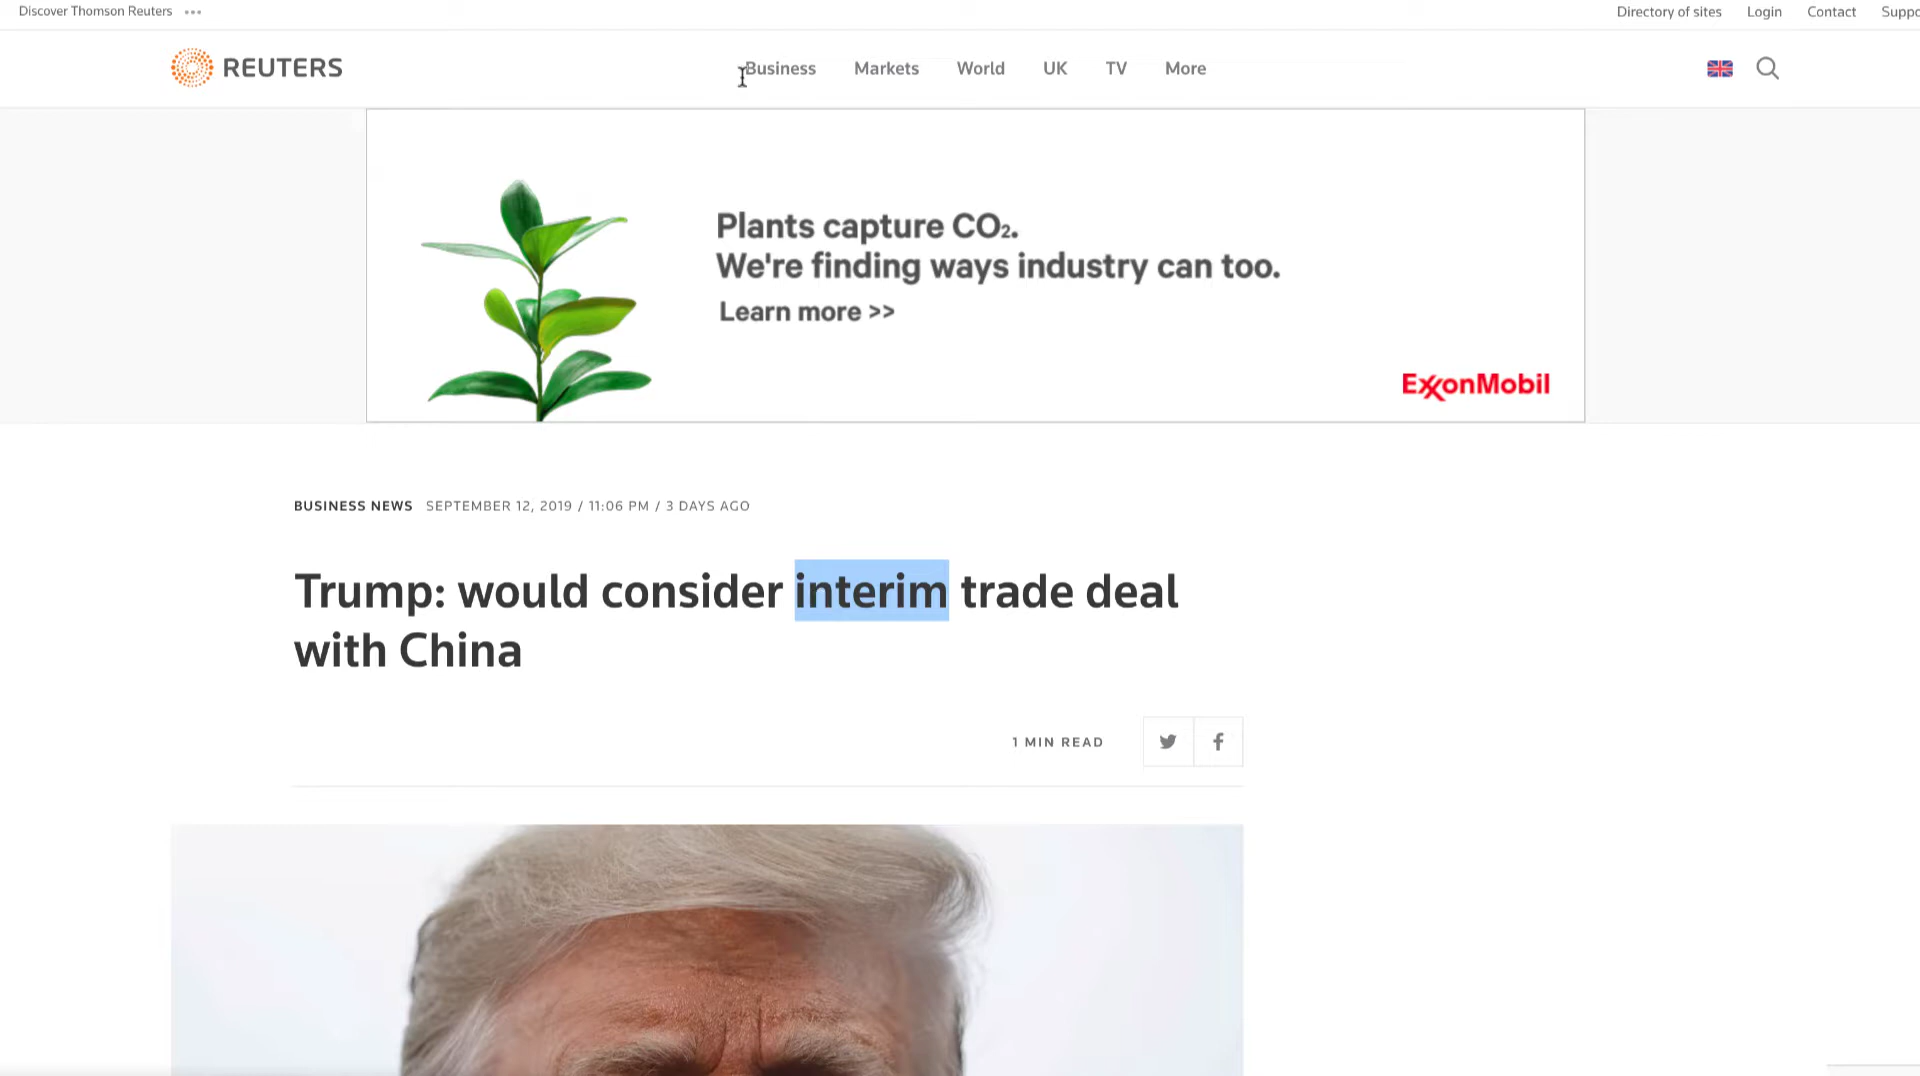 Discover Thomson Reuters
Directory of sites Login Contact
REUTERS
Business Markets World UK TV More
Plants capture CO₂.
We're finding ways industry can too.
Learn more >>
ExxonMobil
BUSINESS NEWS SEPTEMBER 12, 2019 / 11:06 PM / 3 DAYS AGO
Trump: would consider interim trade deal
with China
1 MIN READ